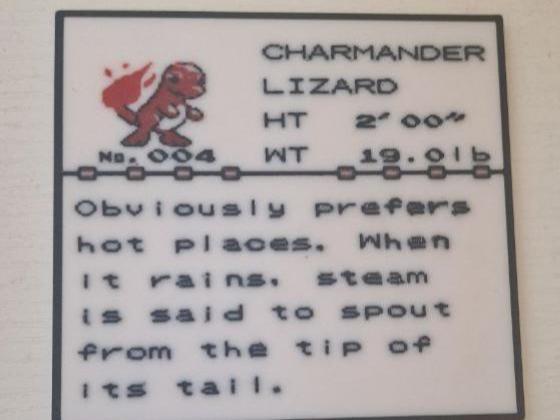 CHARMANDER
LIZARD
HT 2′ 00″
No. 004 WT 19.0lb
Obviously prefers
hot places. When
it rains, steam
is said to spout
from the tip of
its tail.